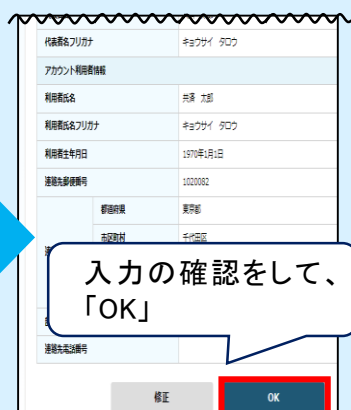 代表者名フリガナ キョウサイ タロウ
アカウント利用者情報
利用者氏名 共済 太郎
利用者氏名フリガナ キョウサイ タロウ
利用者生年月日 1970年1月1日
連絡先郵便番号 1020082
都道府県 東京都
市区町村 千代田区
入力の確認をして、
「OK」
連絡先電話番号
修正 OK